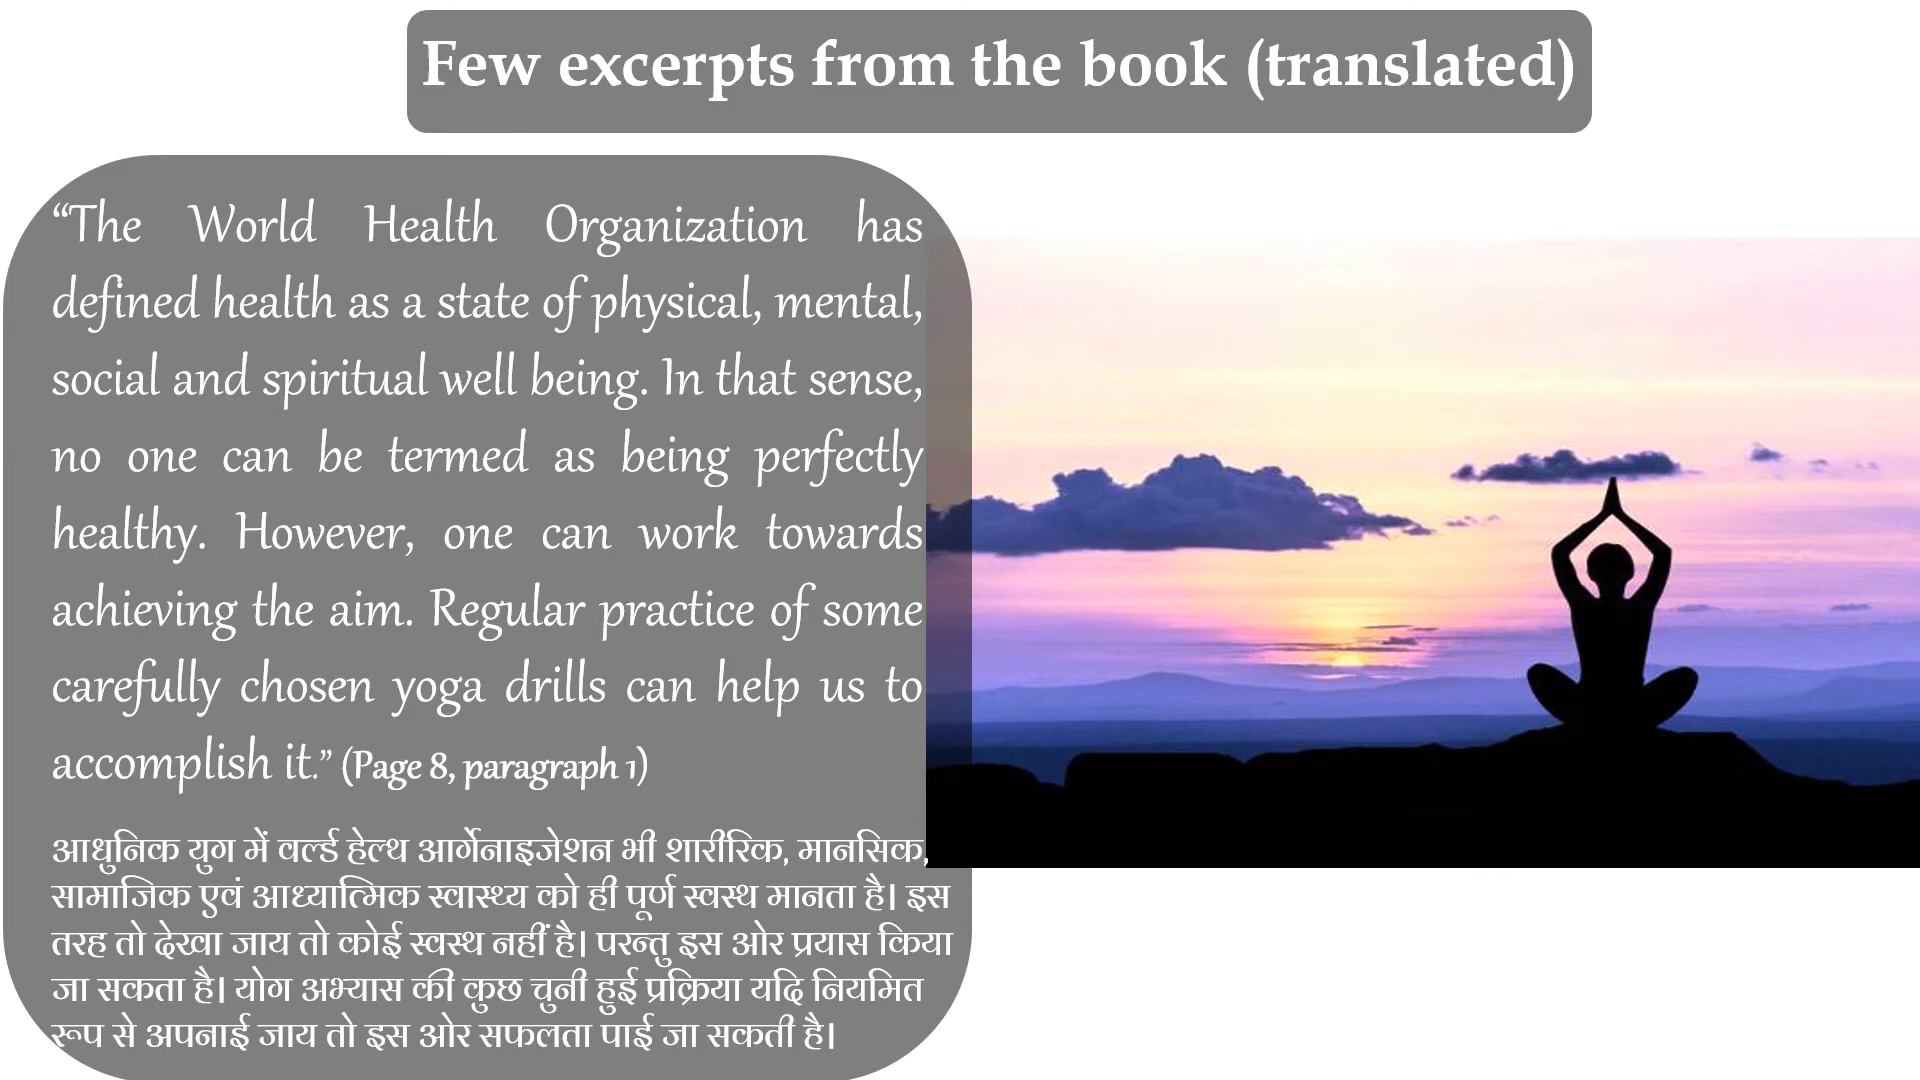 Few excerpts from the book (translated)
“The World Health Organization has
defined health as a state of physical, mental,
social and spiritual well being. In that sense,
no one can be termed as being perfectly
healthy. However, one can work towards
achieving the aim. Regular practice of some
carefully chosen yoga drills can help us to
accomplish it.” (Page 8, paragraph 1)
आधुनिक युग में वर्ल्ड हेल्थ आर्गेनाइजेशन भी शारीरिक, मानसिक,
सामाजिक एवं आध्यात्मिक स्वास्थ्य को ही पूर्ण स्वस्थ मानता है। इस
तरह तो देखा जाय तो कोई स्वस्थ नहीं है। परन्तु इस ओर प्रयास किया
जा सकता है। योग अभ्यास की कुछ चुनी हुई प्रक्रिया यदि नियमित
रूप से अपनाई जाय तो इस ओर सफलता पाई जा सकती है।